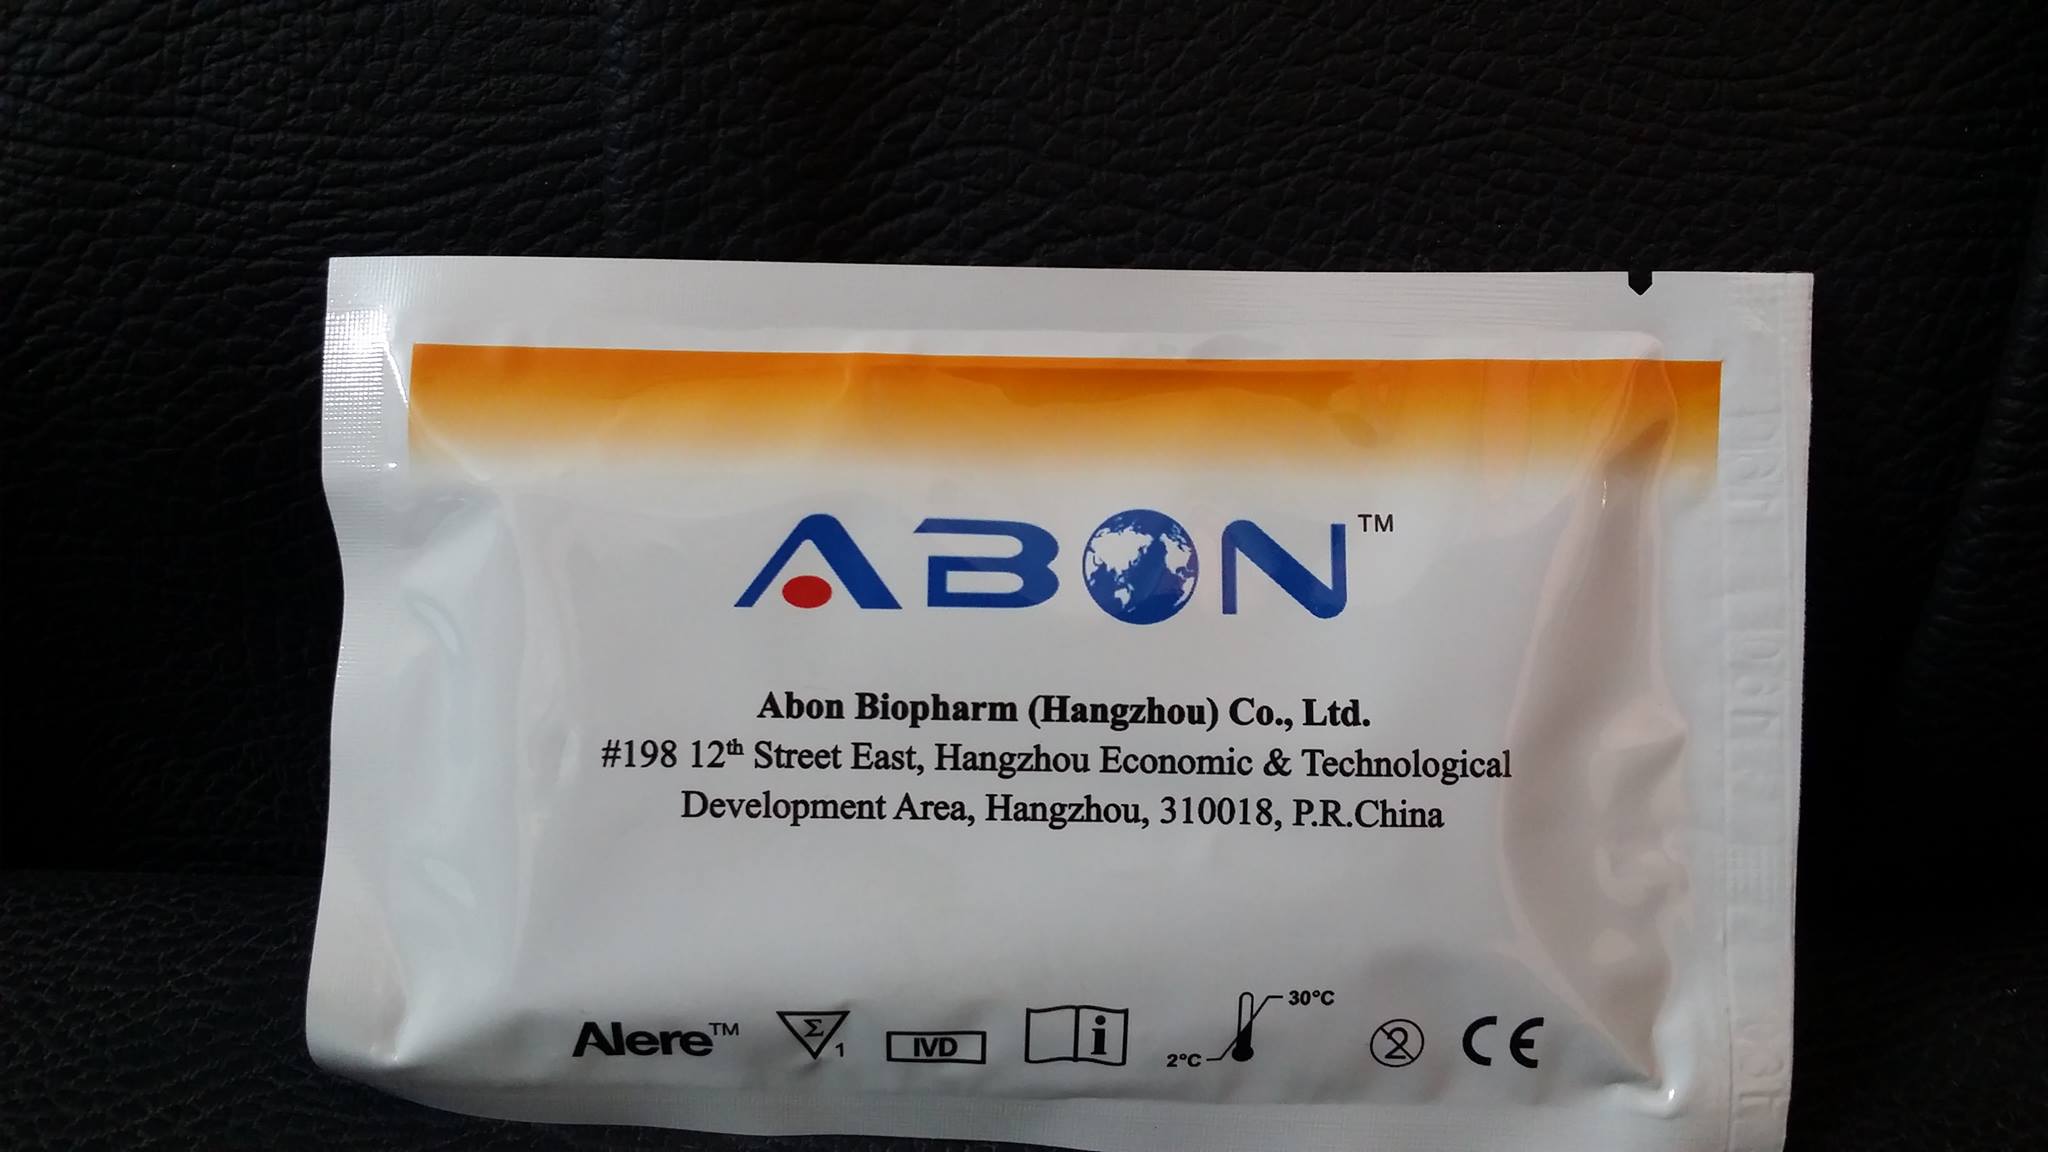 ABON™
Abon Biopharm (Hangzhou) Co., Ltd.
#198 12th Street East, Hangzhou Economic & Technological
Development Area, Hangzhou, 310018, P.R.China
Alere™ Σ 1 IVD i 2°C 30°C 2 CE